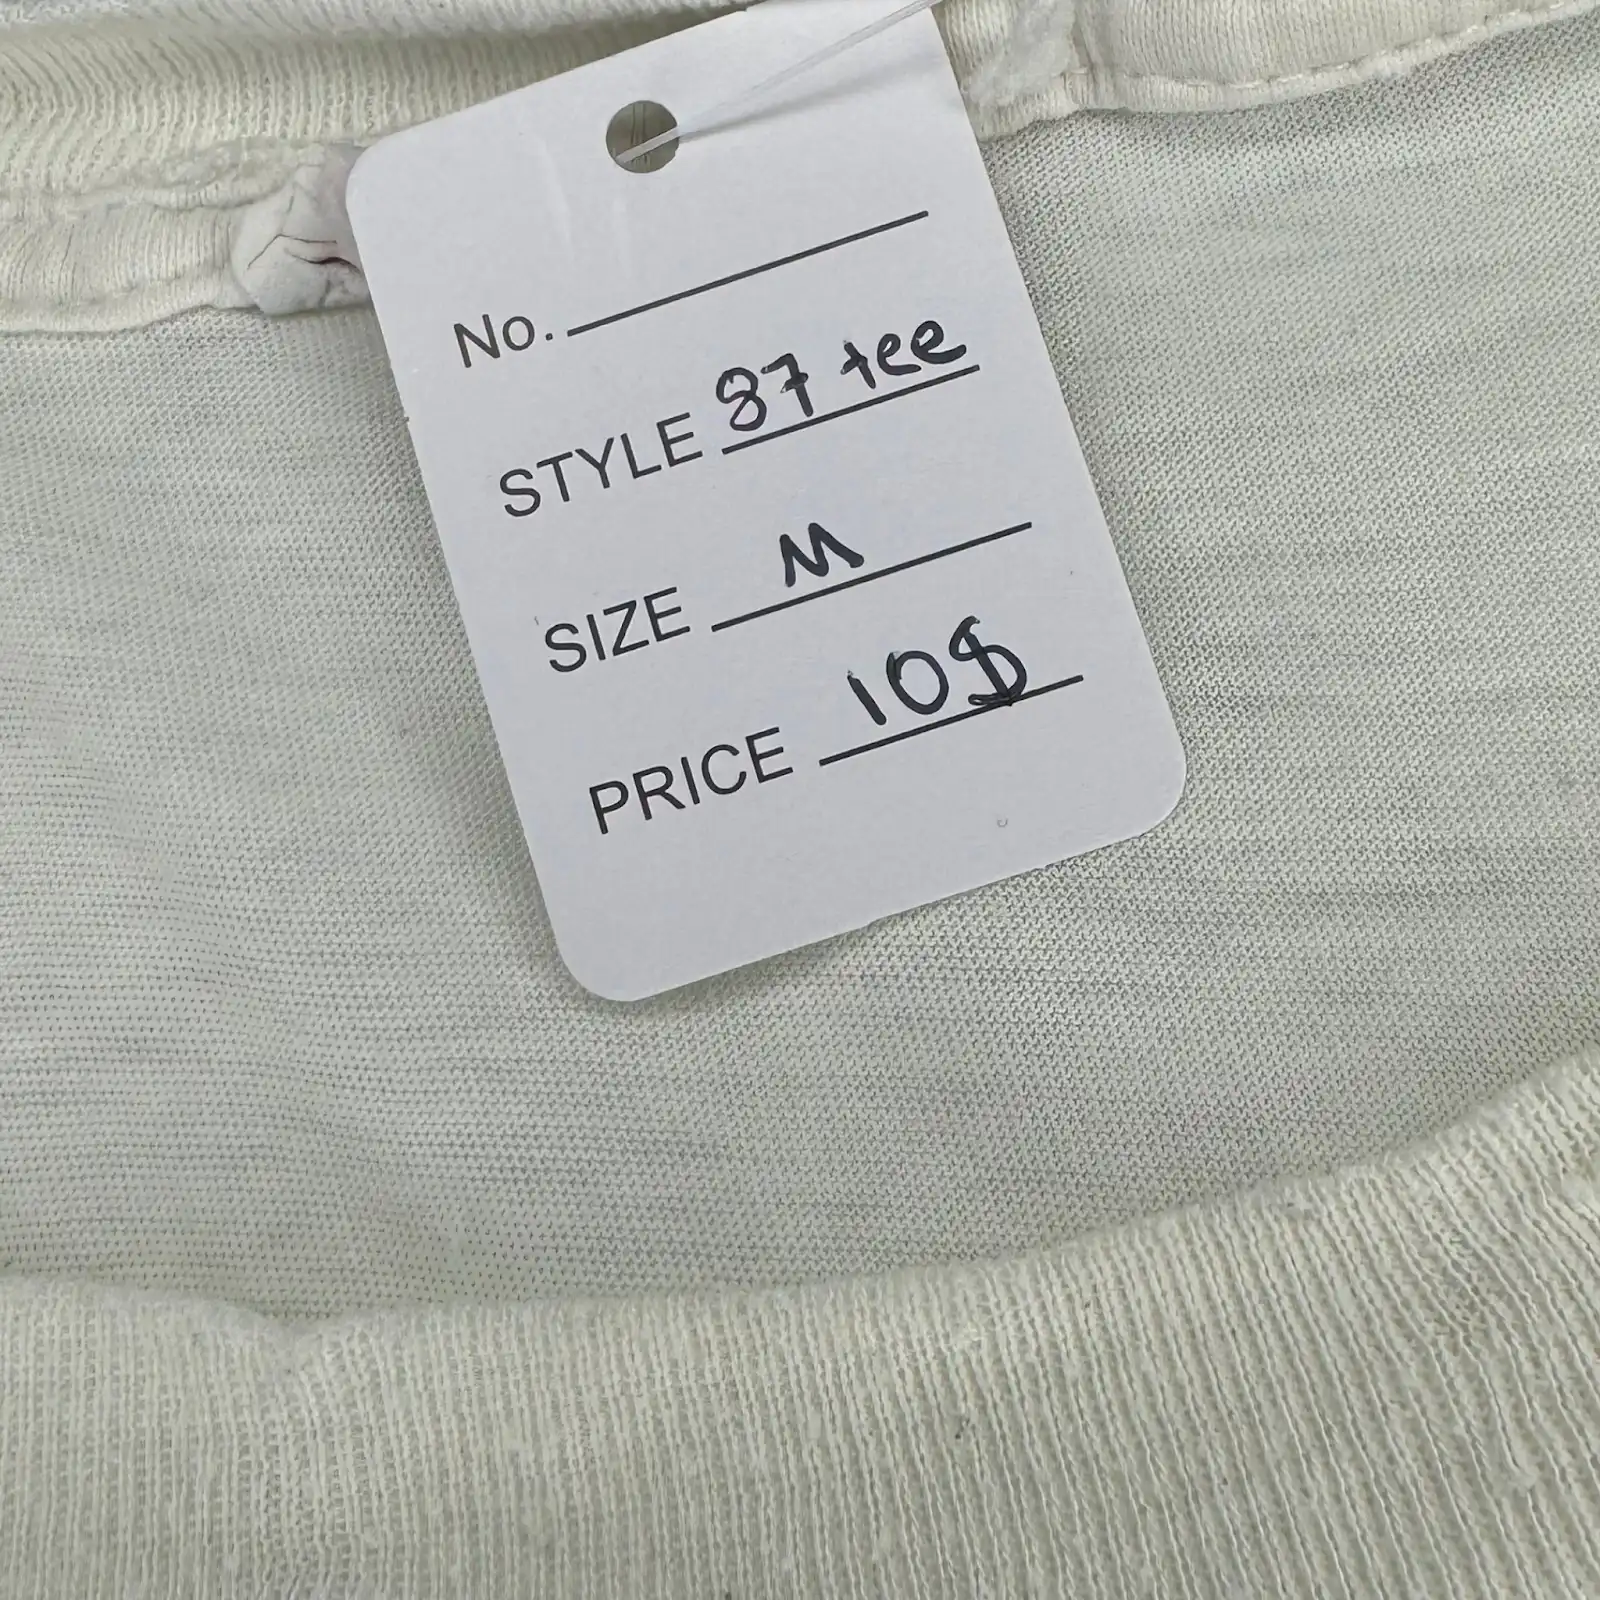 No.
STYLE 87 tee
SIZE M
PRICE 10$